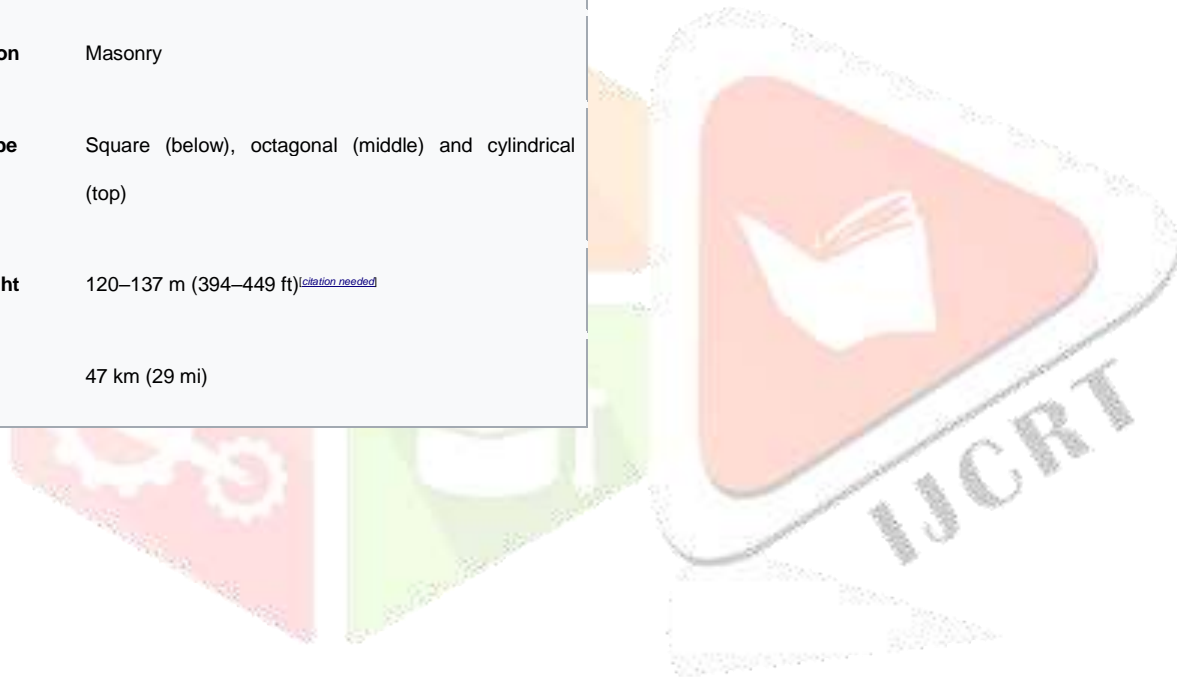 on Masonry
pe Square (below), octagonal (middle) and cylindrical
(top)
ht 120–137 m (394–449 ft)[citation needed]
47 km (29 mi)
IJCRT